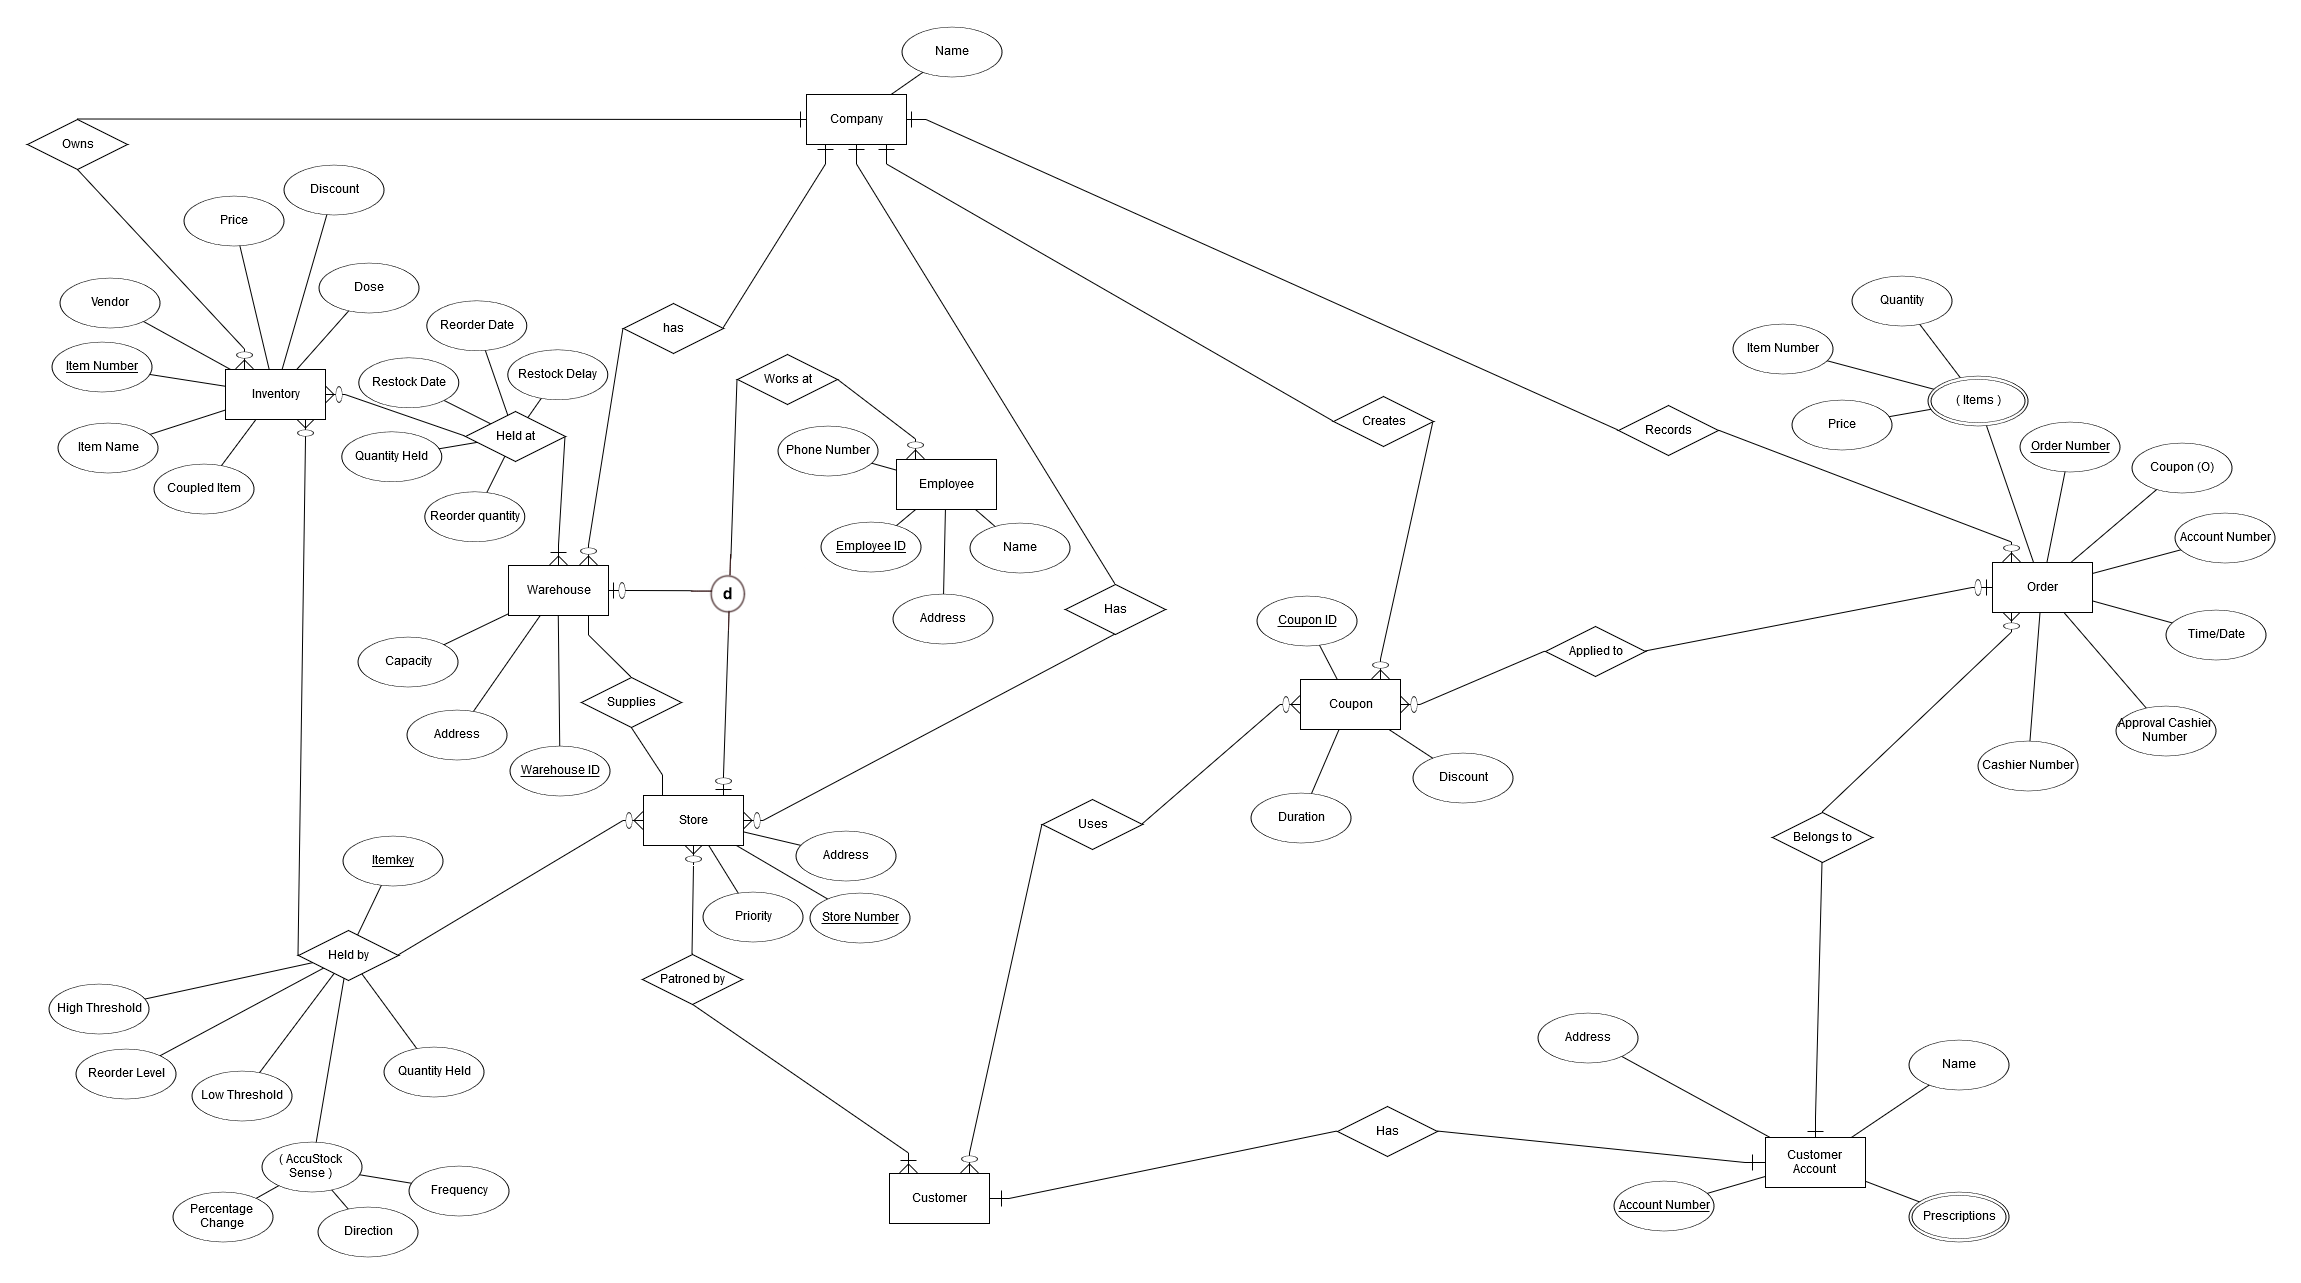 Name
Company
Owns
Discount
Price
Dose
Vendor
Reorder Date
has
Item Number
Restock Date
Restock Delay
Inventory
Held at
Item Name
Quantity Held
Coupled Item
Reorder quantity
Works at
Phone Number
Employee
Employee ID
Name
Address
Creates
Records
Quantity
Item Number
( Items )
Price
Order Number
Coupon (O)
Account Number
Order
Time/Date
Approval Cashier
Number
Cashier Number
Warehouse
d
Has
Capacity
Supplies
Address
Warehouse ID
Coupon ID
Applied to
Coupon
Discount
Duration
Uses
Belongs to
Store
Address
Priority
Store Number
Itemkey
Held by
Patroned by
High Threshold
Reorder Level
Low Threshold
Quantity Held
( AccuStock
Sense )
Frequency
Percentage
Change
Direction
Customer
Has
Address
Name
Customer
Account
Account Number
Prescriptions